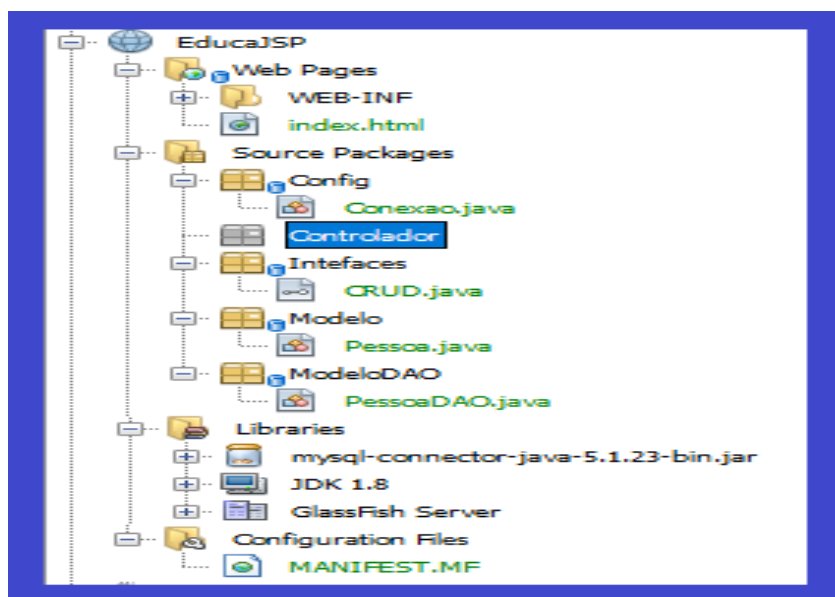 EducaJSP
Web Pages
WEB-INF
index.html
Source Packages
Config
Conexao.java
Controlador
Intefaces
CRUD.java
Modelo
Pessoa.java
ModeloDAO
PessoaDAO.java
Libraries
mysql-connector-java-5.1.23-bin.jar
JDK 1.8
GlassFish Server
Configuration Files
MANIFEST.MF